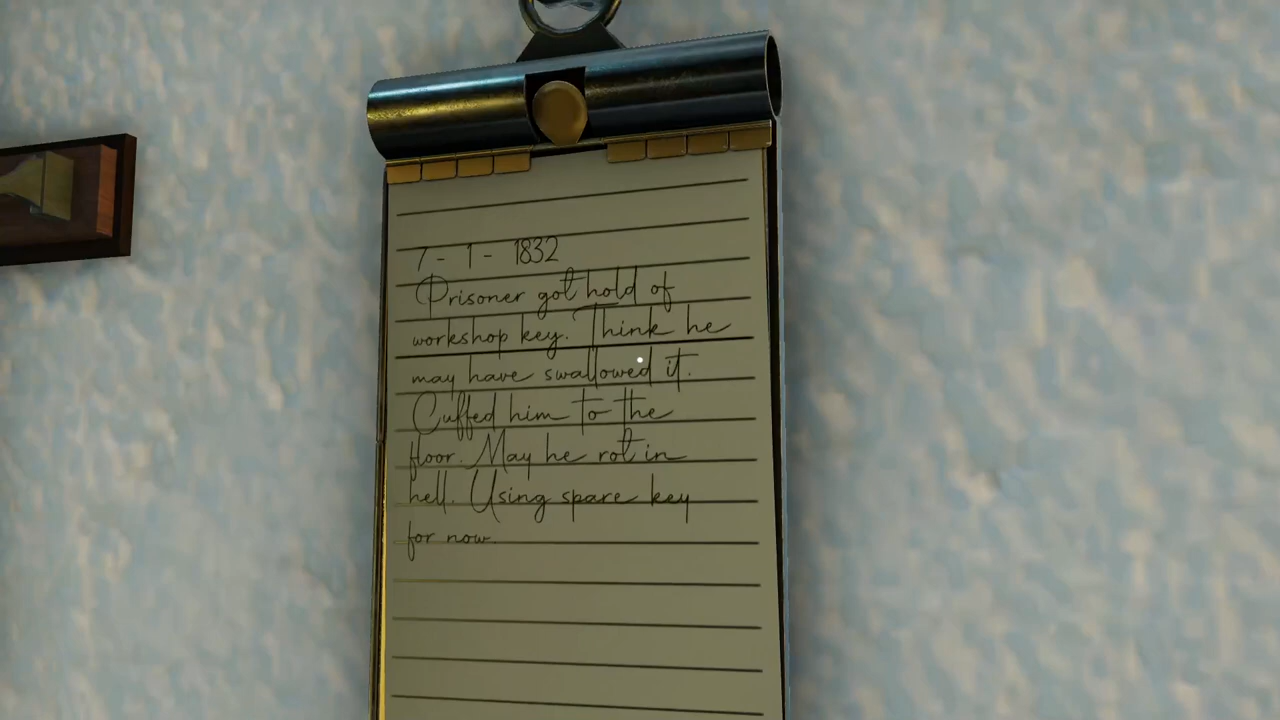 7 - 1 - 1832
Prisoner got hold of
workshop key. Think he
may have swallowed it.
Cuffed him to the
floor. May he rot in
hell. Using spare key
for now.